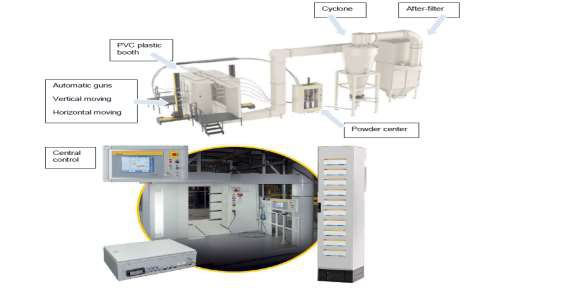 Cyclone
After-filter
PVC plastic
booth
Automatic guns
Vertical moving
Horizontal moving
Powder center
Central
control